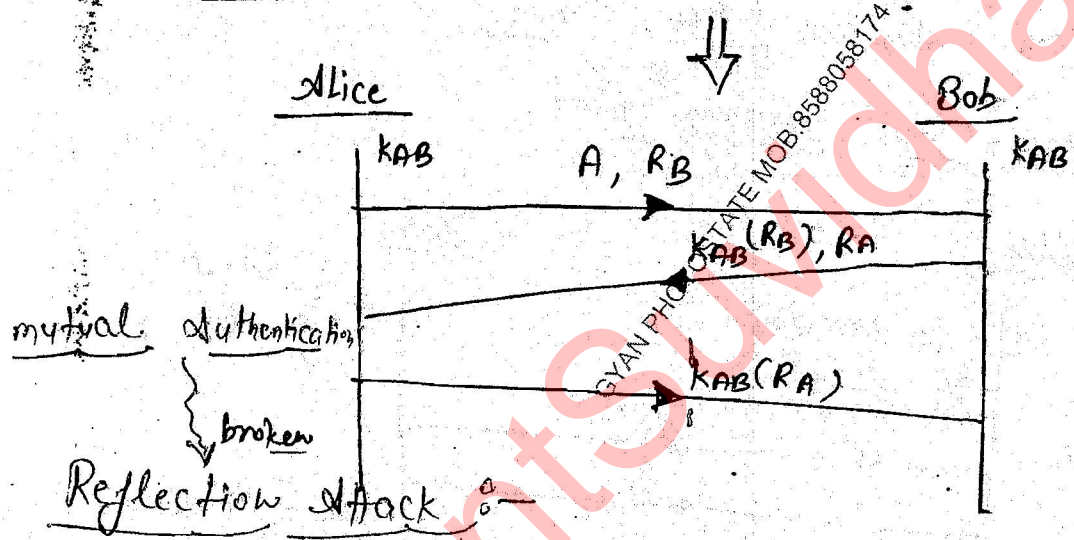 Alice
Bob
KAB
KAB
A, RB
KAB(RB), RA
mutual Authentication
KAB(RA)
broken
Reflection Attack :-
GYAN PHOTOSTATE MOB.8588058174
ntSuvidha